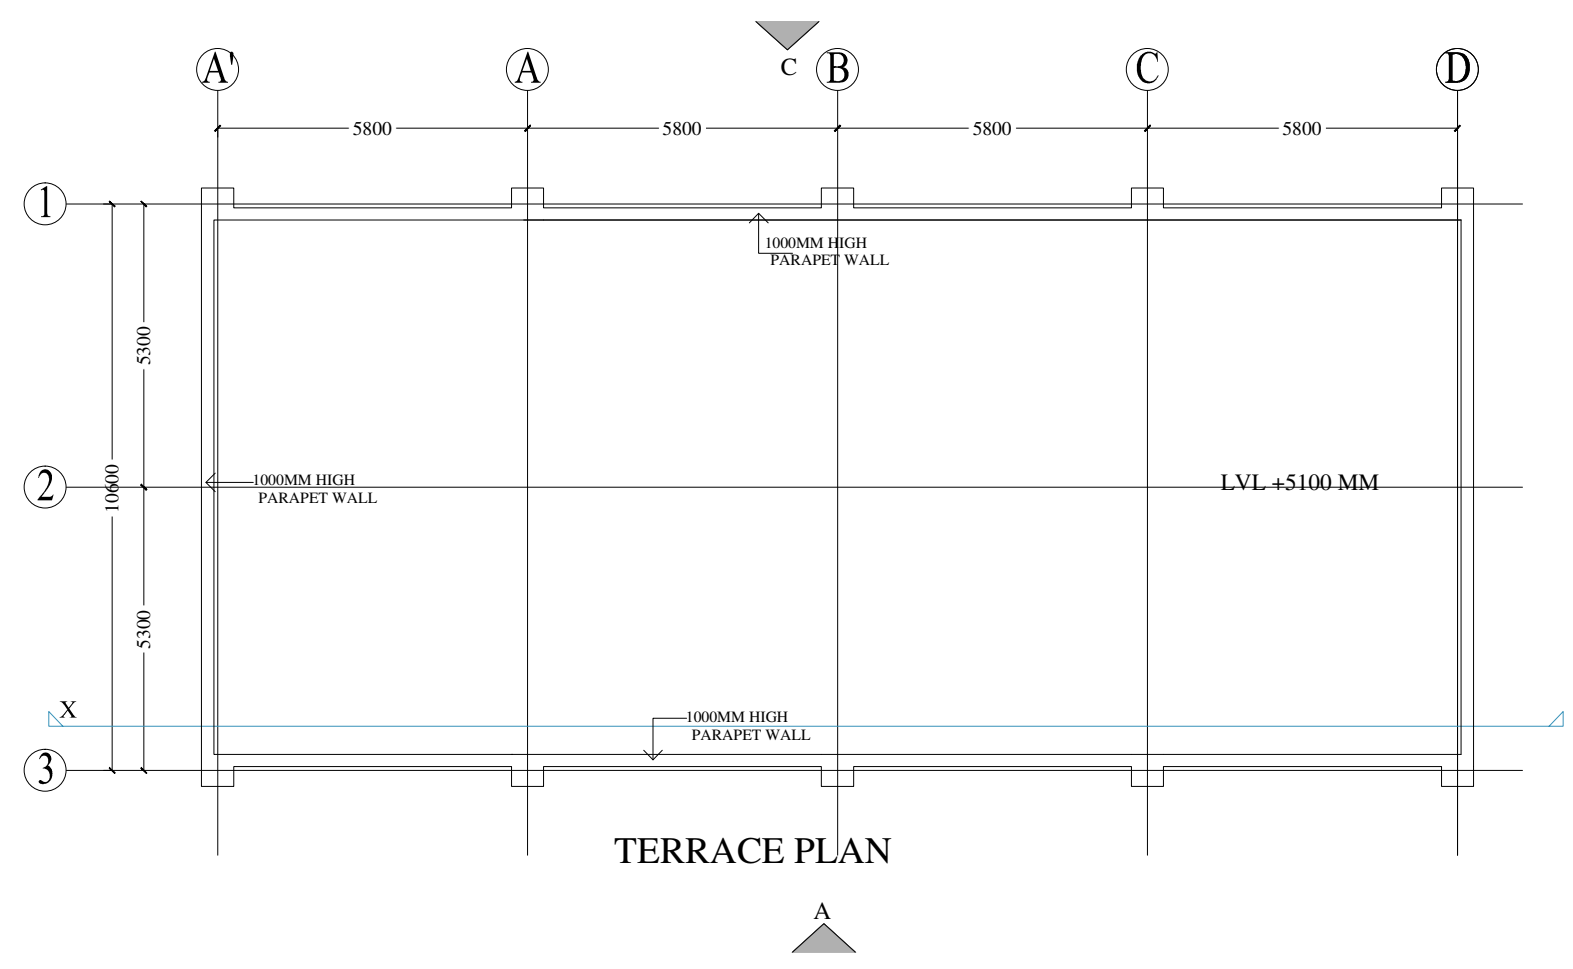 C
A'
A
B
C
D
5800
5800
5800
5800
1
1000MM HIGH
PARAPET WALL
5300
2
10600
1000MM HIGH
PARAPET WALL
LVL +5100 MM
5300
X
1000MM HIGH
PARAPET WALL
3
TERRACE PLAN
A